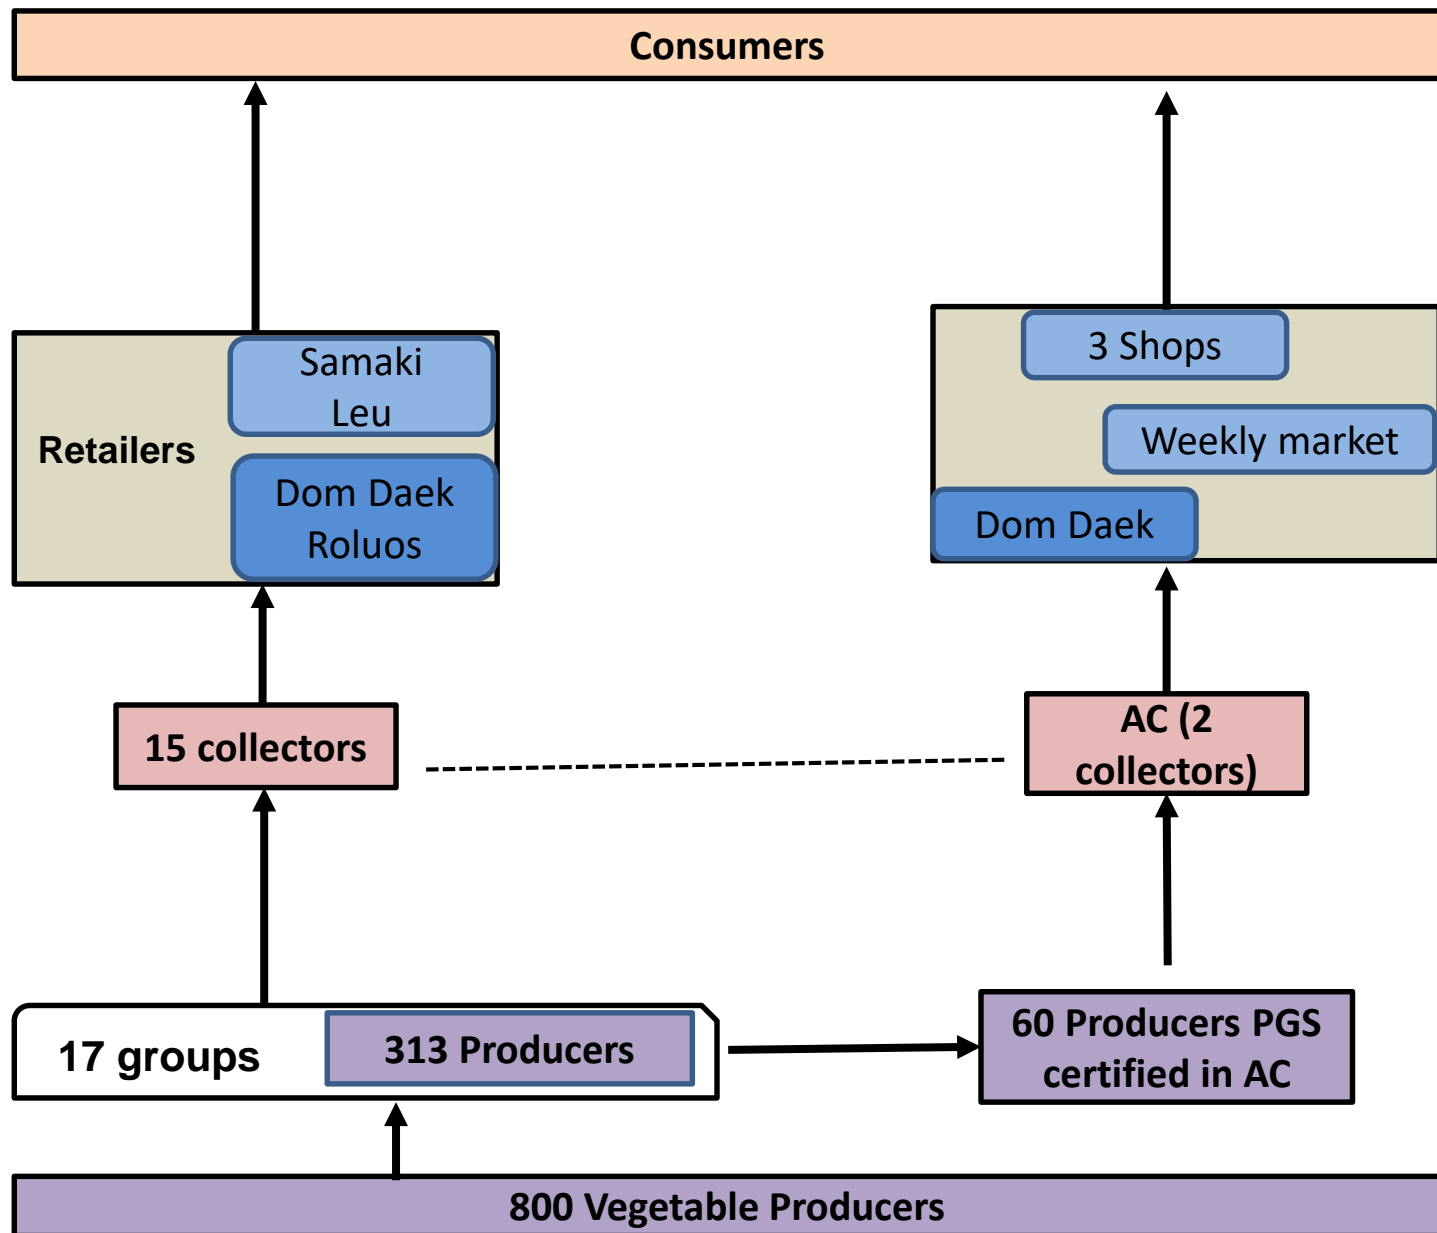 Consumers
Samaki
Leu
Retailers
Dom Daek
Roluos
3 Shops
Weekly market
Dom Daek
15 collectors
AC (2
collectors)
17 groups
313 Producers
60 Producers PGS
certified in AC
800 Vegetable Producers